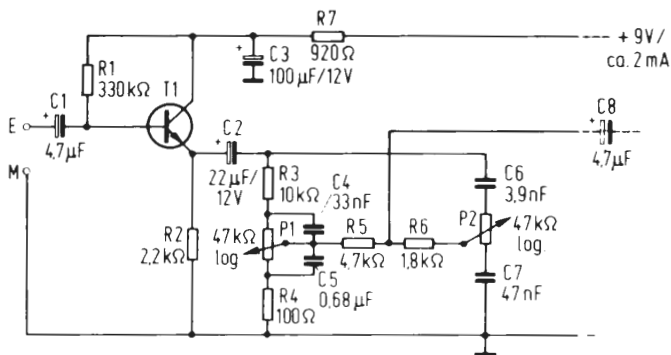 R7
920Ω
+ 9V/
ca. 2mA
+
C3
100µF/12V
R1
330kΩ
T1
C1
+
4,7µF
E
M
C2
+
22µF/
12V
R3
10kΩ
C4
/33nF
P1
47kΩ
log
C5
0,68µF
R4
100Ω
R2
2,2kΩ
R5
4,7kΩ
R6
1,8kΩ
C8
+
4,7µF
C6
3,9nF
P2
47kΩ
log
C7
47nF